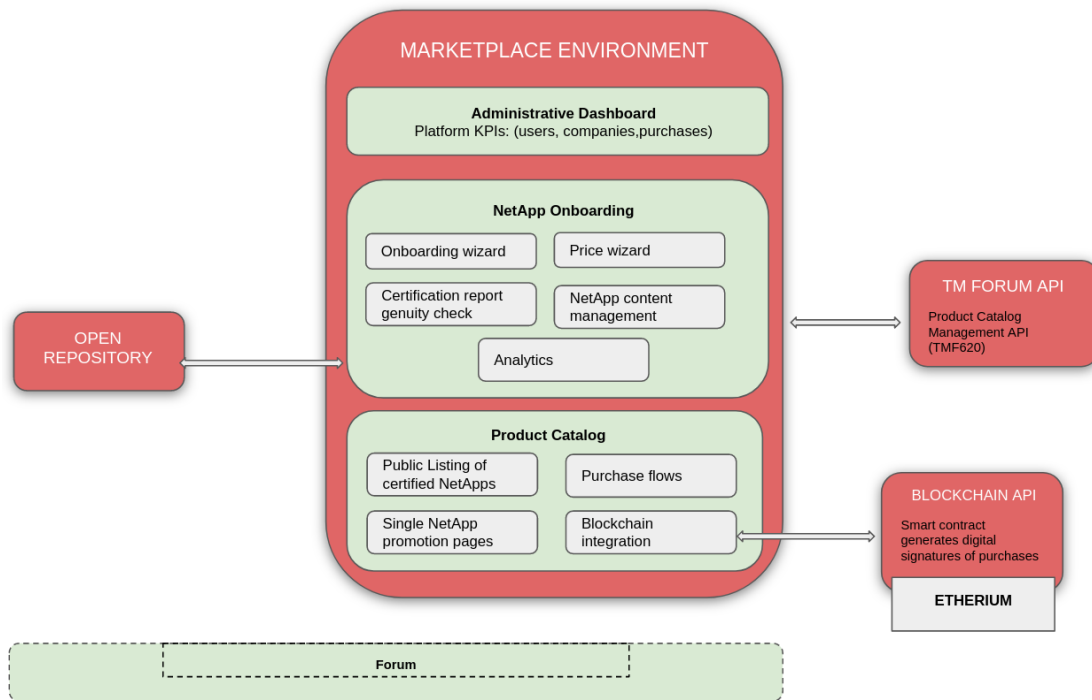 MARKETPLACE ENVIRONMENT
Administrative Dashboard
Platform KPIs: (users, companies,purchases)
NetApp Onboarding
Onboarding wizard
Price wizard
Certification report
genuity check
NetApp content
management
Analytics
Product Catalog
Public Listing of
certified NetApps
Purchase flows
Single NetApp
promotion pages
Blockchain
integration
OPEN
REPOSITORY
TM FORUM API
Product Catalog
Management API
(TMF620)
BLOCKCHAIN API
Smart contract
generates digital
signatures of purchases
ETHERIUM
Forum